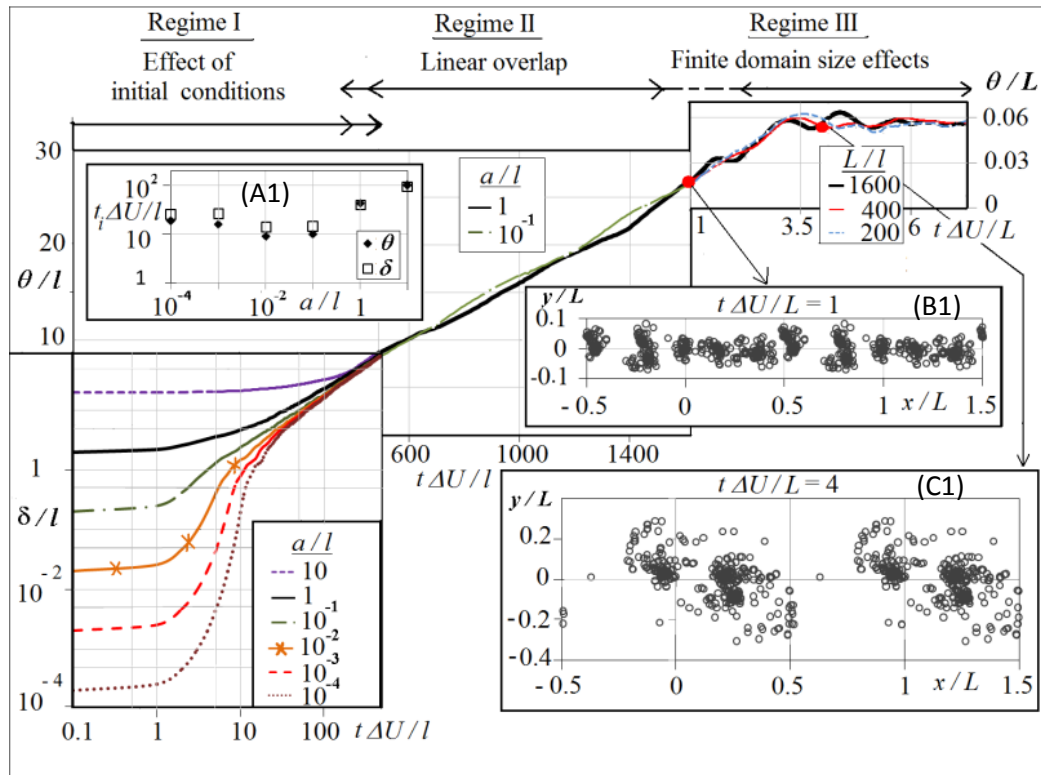 Regime I
Regime II
Regime III
Effect of
initial conditions
Linear overlap
Finite domain size effects
θ/L
30
20
10
θ/l
(A1)
10²
10
1
t_i ΔU/l
10⁻⁴
10⁻²
1
a/l
θ
δ
a/l
1
10⁻¹
0.06
0.03
0
L/l
1600
400
200
1
3.5
6
t ΔU/L
y/L
t ΔU/L = 1
(B1)
0.1
0
-0.1
-0.5
0
0.5
1
x/L
1.5
600
1000
1400
t ΔU/l
1
δ/l
10⁻²
10⁻⁴
0.1
1
10
100
t ΔU/l
a/l
10
1
10⁻¹
10⁻²
10⁻³
10⁻⁴
y/L
t ΔU/L = 4
(C1)
0.2
0
-0.2
-0.4
-0.5
0
0.5
1
x/L
1.5